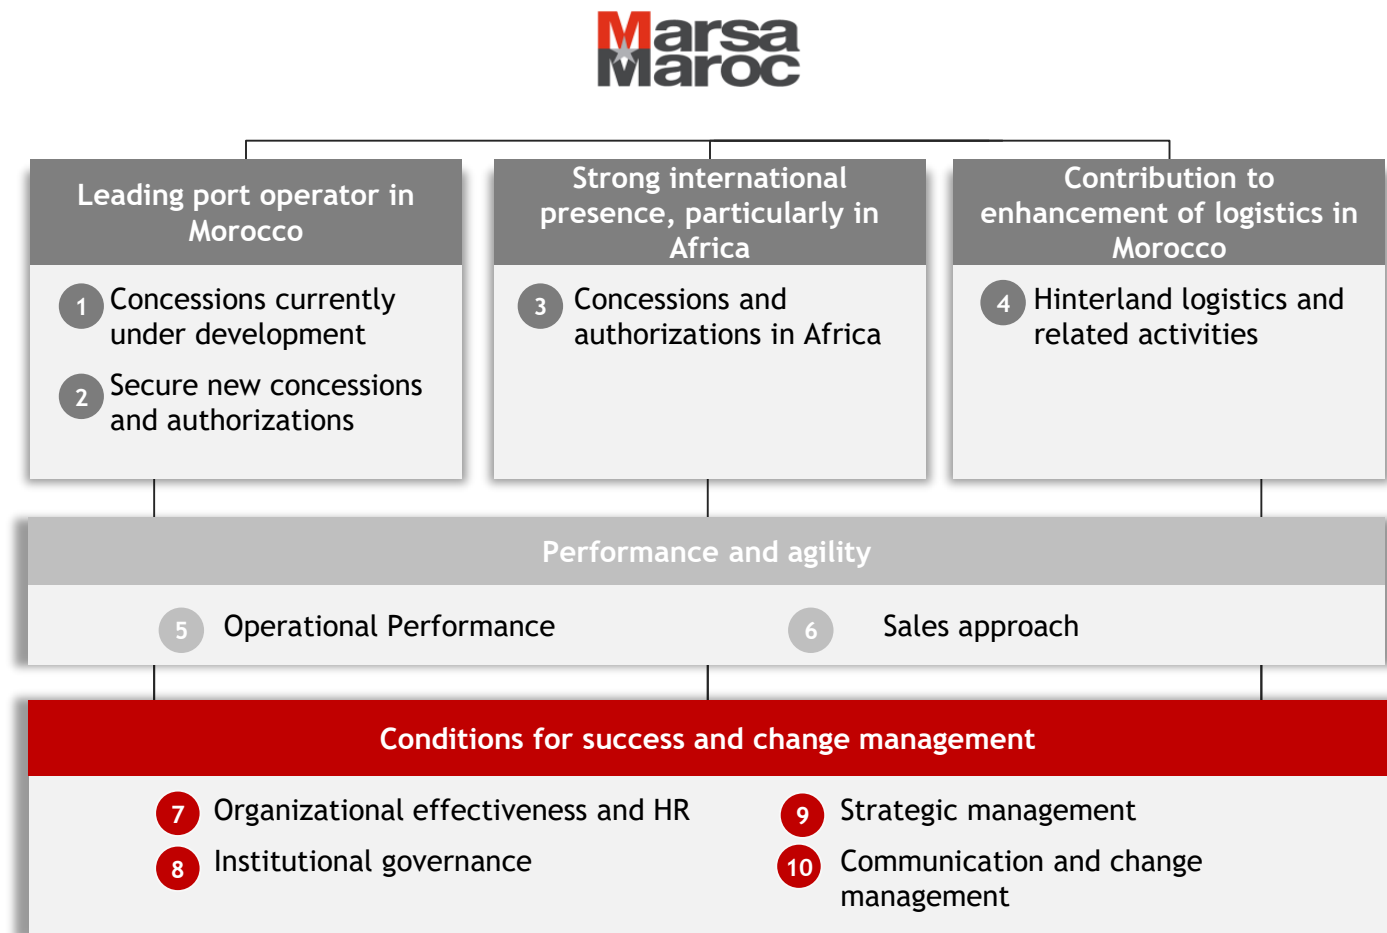 Marsa
Maroc
Leading port operator in
Morocco
1
Concessions currently
under development
2
Secure new concessions
and authorizations
Strong international
presence, particularly in
Africa
3
Concessions and
authorizations in Africa
Contribution to
enhancement of logistics in
Morocco
4
Hinterland logistics and
related activities
Performance and agility
5 Operational Performance
6 Sales approach
Conditions for success and change management
7 Organizational effectiveness and HR
8 Institutional governance
9 Strategic management
10 Communication and change
management